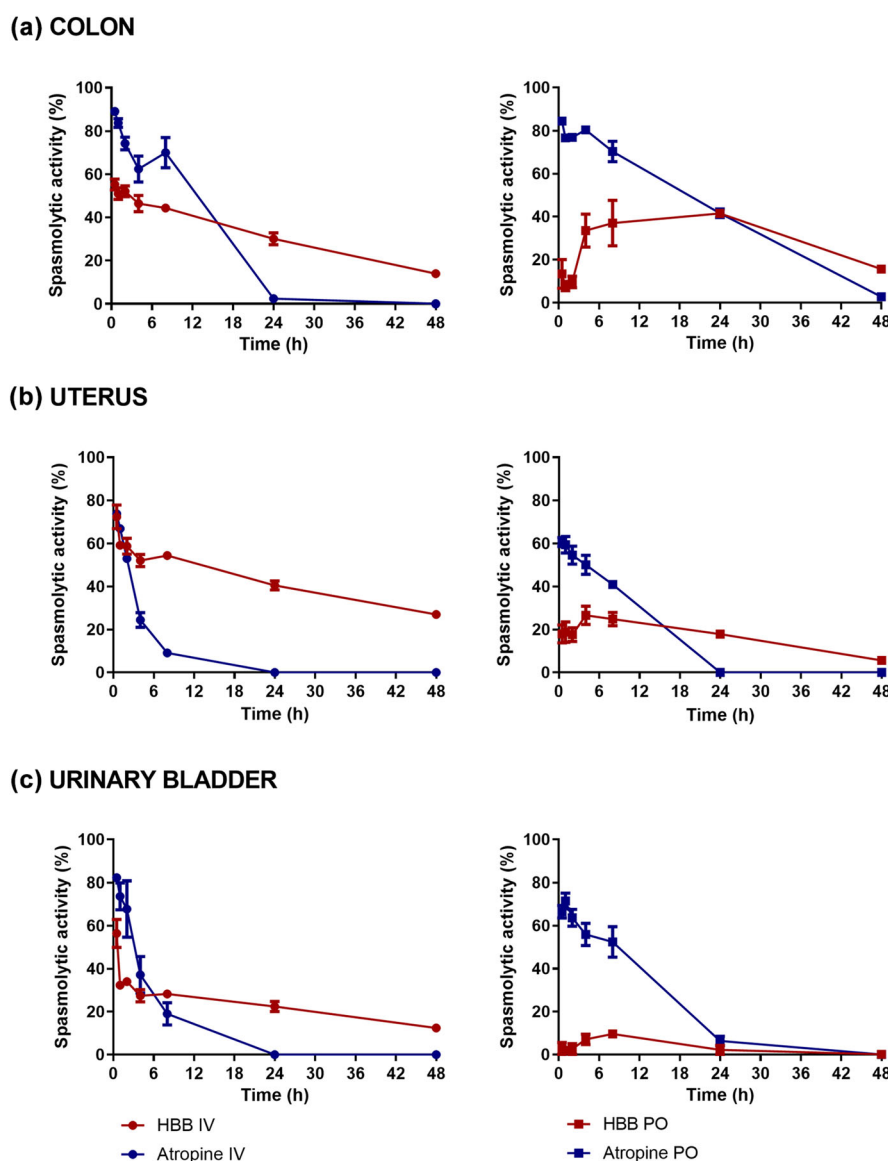 (a) COLON
Spasmolytic activity (%)
100
80
60
40
20
0
0 6 12 18 24 30 36 42 48
Time (h)
Spasmolytic activity (%)
100
80
60
40
20
0
0 6 12 18 24 30 36 42 48
Time (h)
(b) UTERUS
Spasmolytic activity (%)
100
80
60
40
20
0
0 6 12 18 24 30 36 42 48
Time (h)
Spasmolytic activity (%)
100
80
60
40
20
0
0 6 12 18 24 30 36 42 48
Time (h)
(c) URINARY BLADDER
Spasmolytic activity (%)
100
80
60
40
20
0
0 6 12 18 24 30 36 42 48
Time (h)
HBB IV
Atropine IV
Spasmolytic activity (%)
100
80
60
40
20
0
0 6 12 18 24 30 36 42 48
Time (h)
HBB PO
Atropine PO